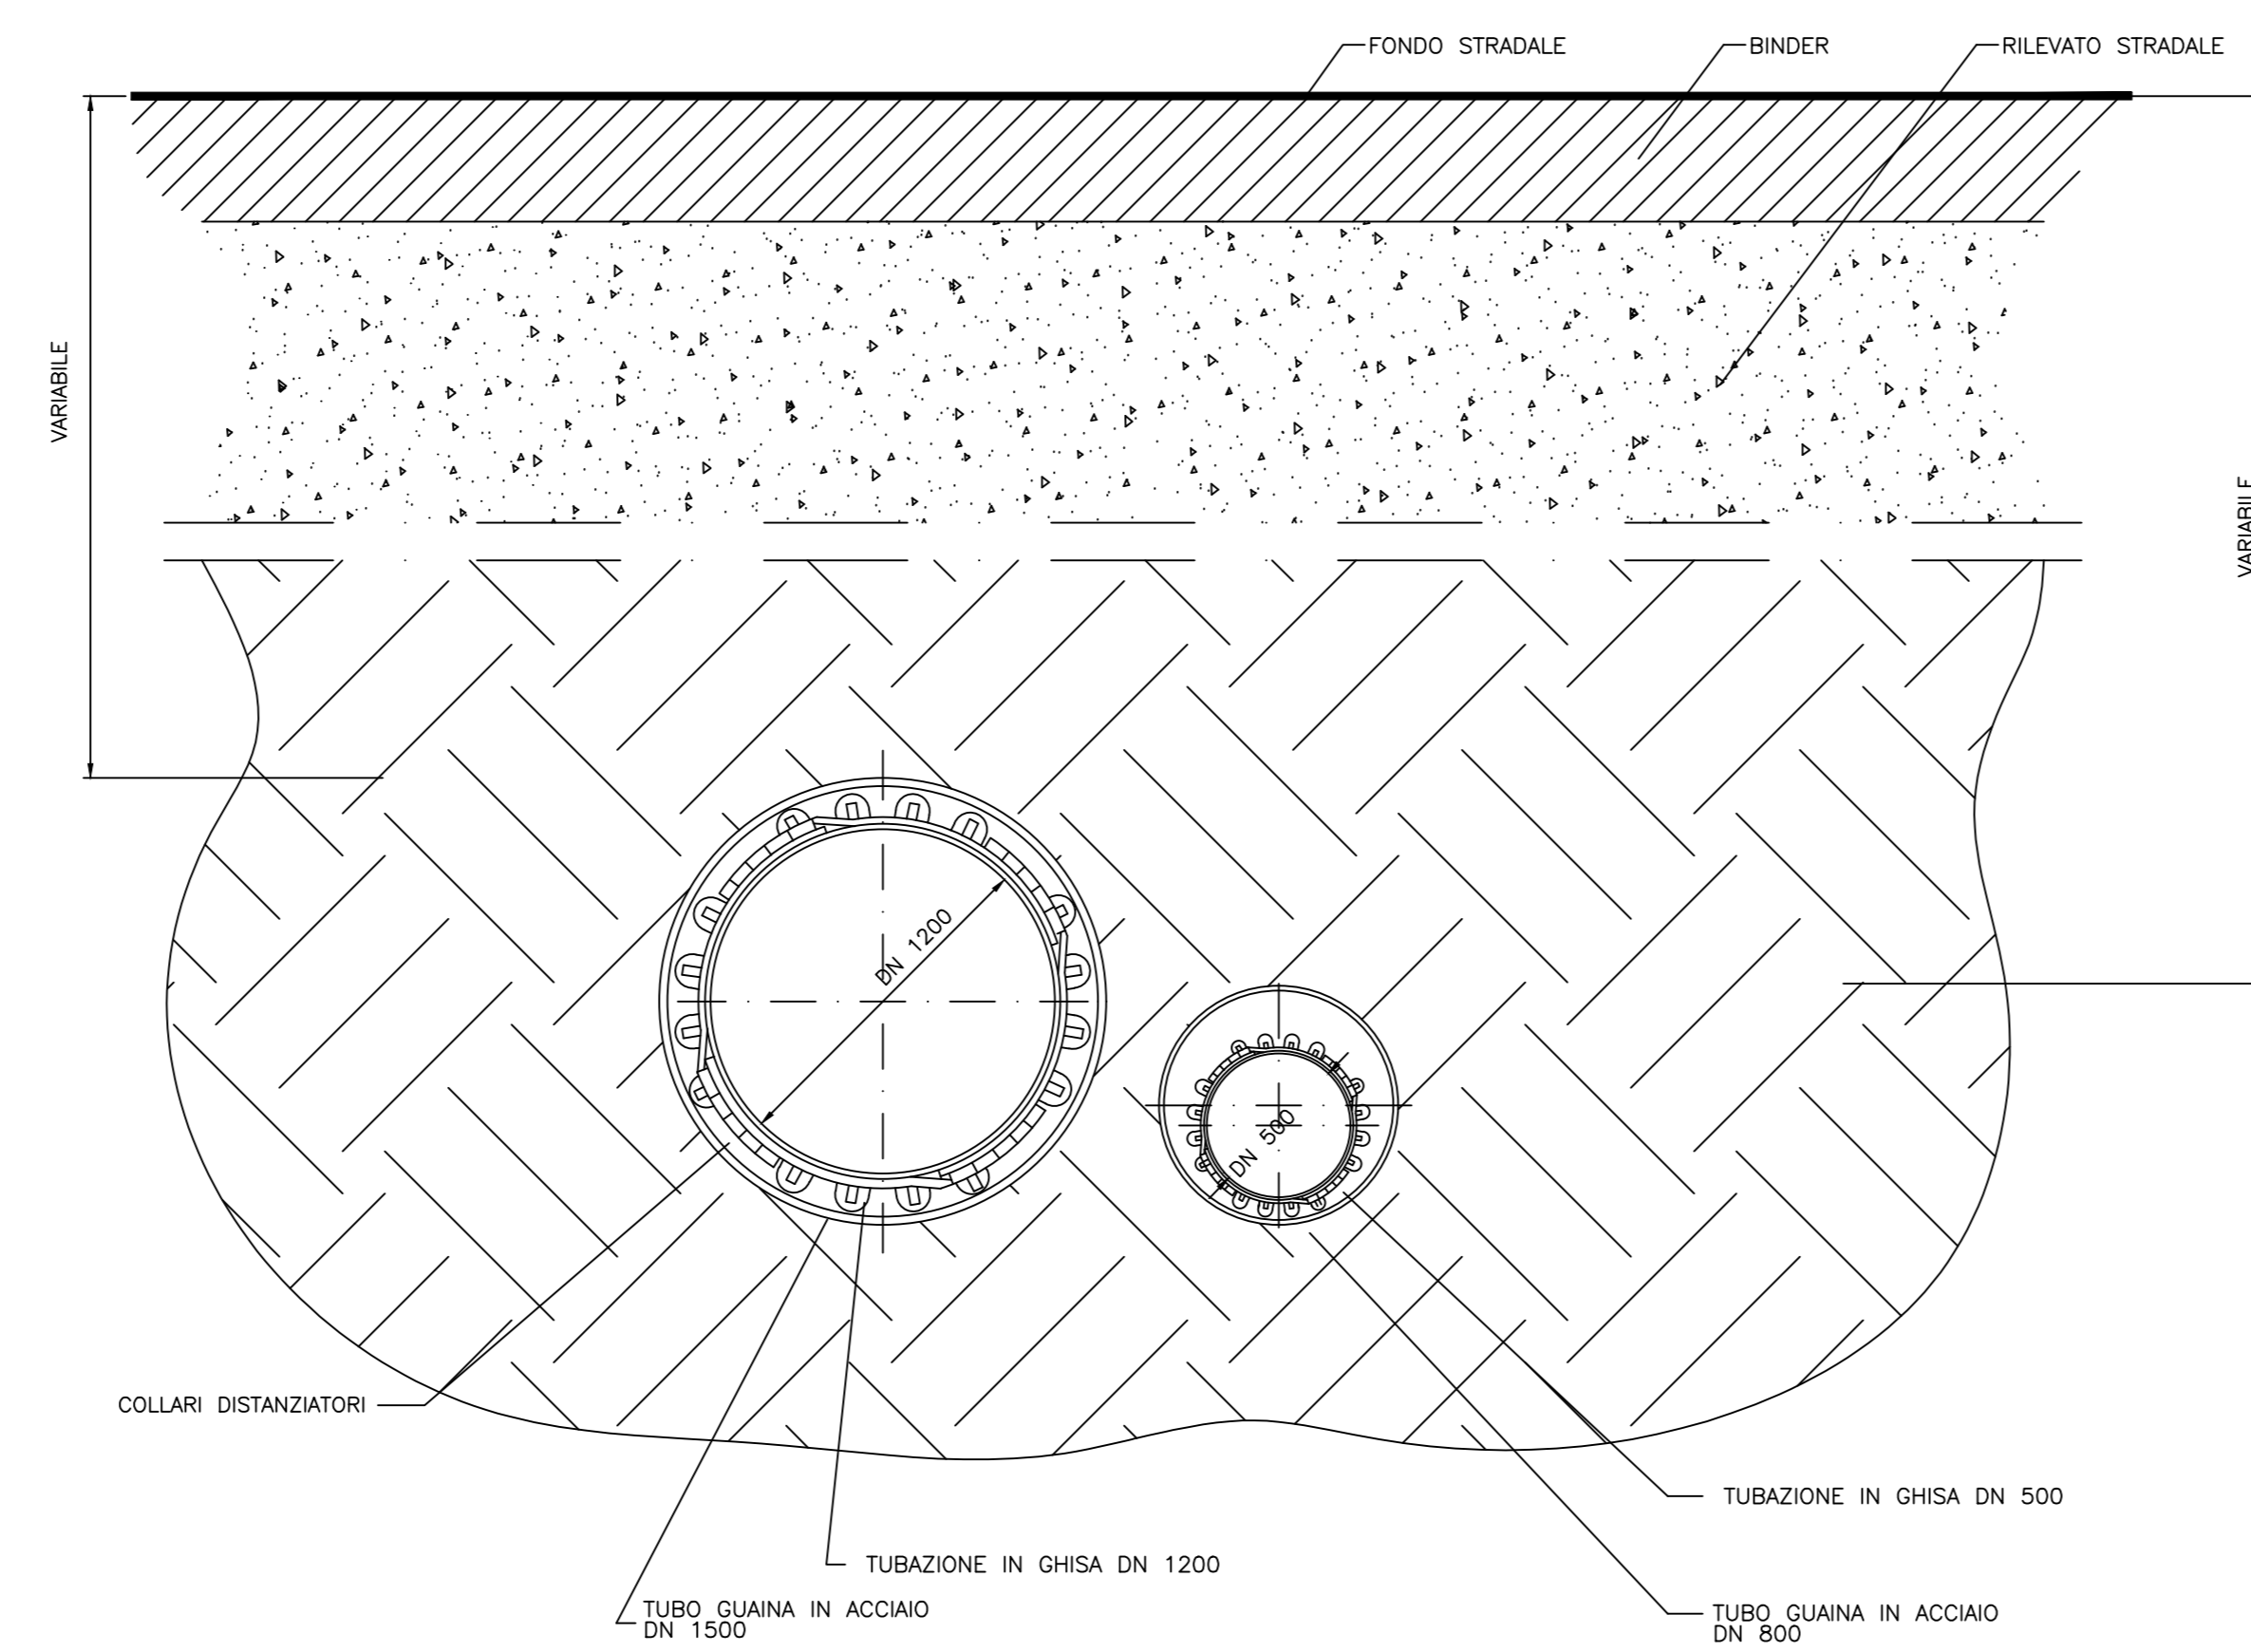 FONDO STRADALE
BINDER
RILEVATO STRADALE
VARIABILE
VARIABILE
DN 1200
DN 500
COLLARI DISTANZIATORI
TUBAZIONE IN GHISA DN 500
TUBAZIONE IN GHISA DN 1200
TUBO GUAINA IN ACCIAIO
DN 1500
TUBO GUAINA IN ACCIAIO
DN 800